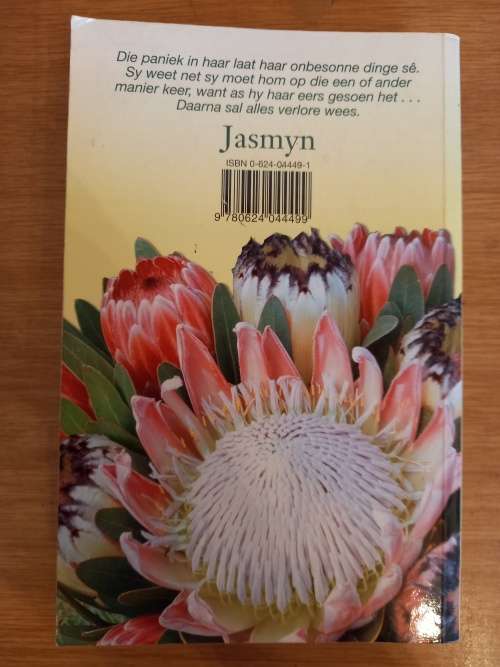 Die paniek in haar laat haar onbesonne dinge sê.
Sy weet net sy moet hom op die een of ander
manier keer, want as hy haar eers gesoen het . . .
Daarna sal alles verlore wees.
Jasmyn
ISBN 0-624-04449-1
9 780624 044499